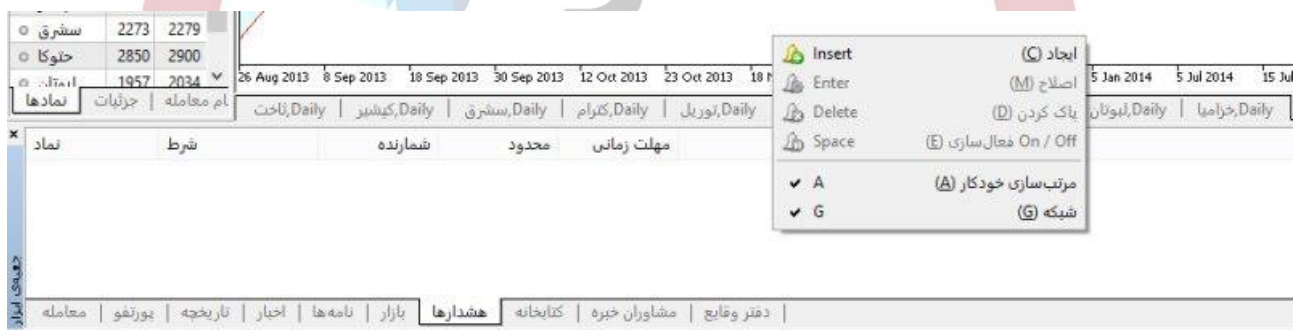 سشرق 2273 2279
حتوکا 2850 2900
1957 2034
نمادها | جزئیات | ام معامله
26 Aug 2013 8 Sep 2013 18 Sep 2013 30 Sep 2013 12 Oct 2013 23 Oct 2013 5 Jan 2014 5 Jul 2014
ثاخت,Daily | کپشیر,Daily | سشرق,Daily | کترام,Daily | توریل,Daily | لبوتان,Daily | خزامیا,Daily
Insert ایجاد (C)
Enter اصلاح (M)
Delete پاک کردن (D)
Space فعال‌سازی On / Off (E)
A مرتب‌سازی خودکار (A)
G شبکه (G)
نماد شرط شمارنده محدود مهلت زمانی
جعبه‌ی ابزار
معامله | پورتفو | تاریخچه | اخبار | نامه‌ها | بازار | هشدارها | کتابخانه | مشاوران خبره | دفتر وقایع